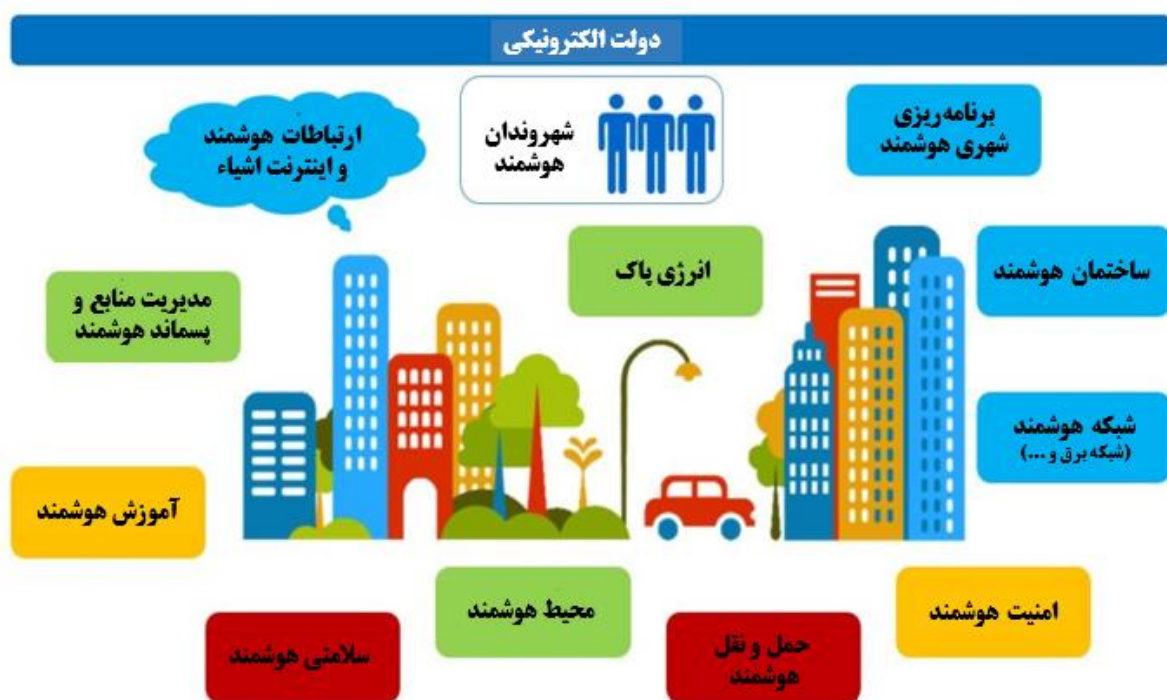 دولت الکترونیکی
برنامه‌ریزی
شهری هوشمند
شهروندان
هوشمند
ارتباطات هوشمند
و اینترنت اشیاء
ساختمان هوشمند
انرژی پاک
مدیریت منابع و
پسماند هوشمند
شبکه هوشمند
(شبکه برق و ...)
آموزش هوشمند
امنیت هوشمند
محیط هوشمند
حمل و نقل
هوشمند
سلامتی هوشمند